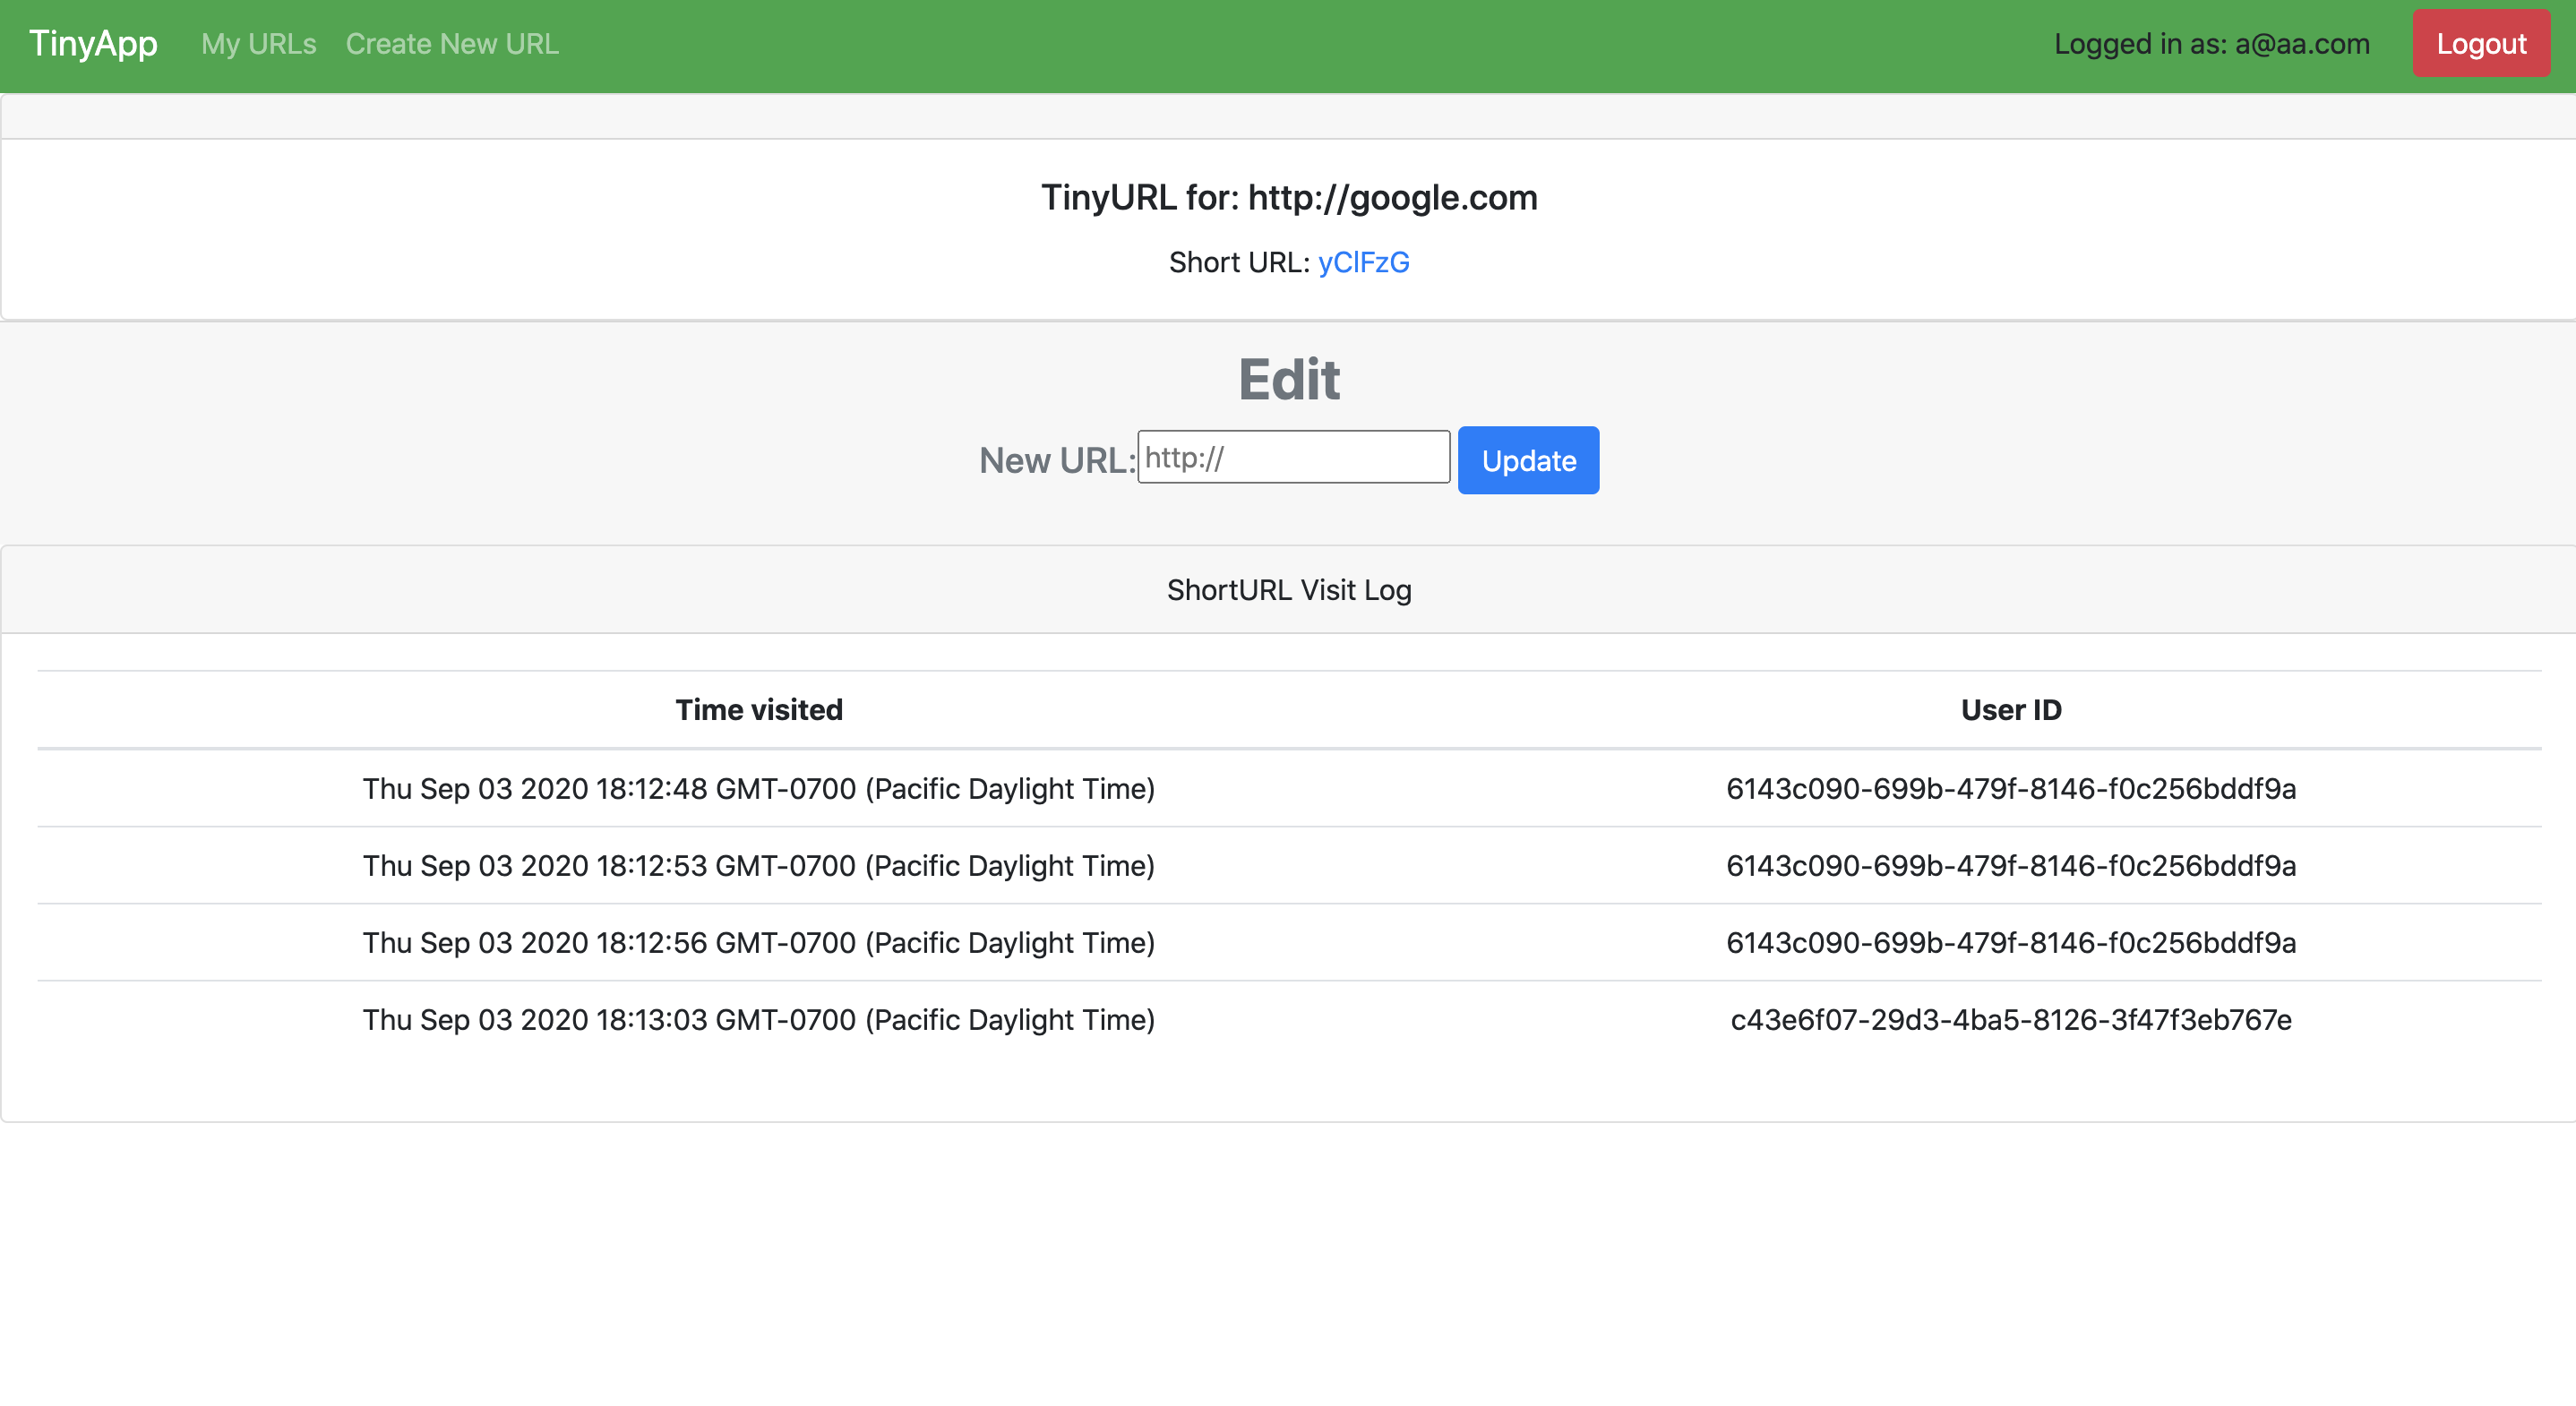 TinyApp My URLs Create New URL Logged in as: a@aa.com Logout
TinyURL for: http://google.com
Short URL: yClFzG
Edit
New URL: http:// Update
ShortURL Visit Log
Time visited User ID
Thu Sep 03 2020 18:12:48 GMT-0700 (Pacific Daylight Time) 6143c090-699b-479f-8146-f0c256bddf9a
Thu Sep 03 2020 18:12:53 GMT-0700 (Pacific Daylight Time) 6143c090-699b-479f-8146-f0c256bddf9a
Thu Sep 03 2020 18:12:56 GMT-0700 (Pacific Daylight Time) 6143c090-699b-479f-8146-f0c256bddf9a
Thu Sep 03 2020 18:13:03 GMT-0700 (Pacific Daylight Time) c43e6f07-29d3-4ba5-8126-3f47f3eb767e